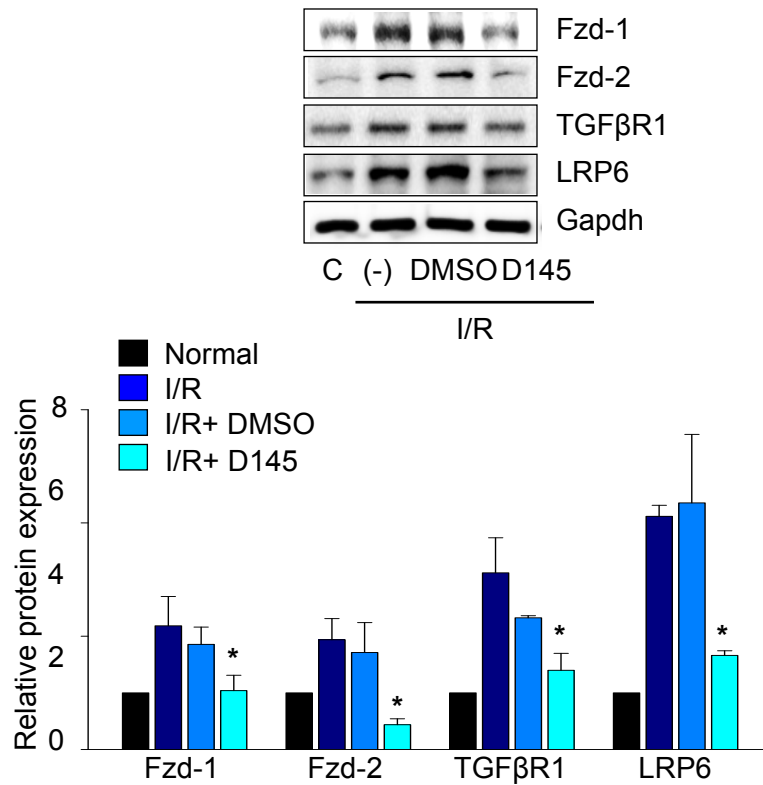 Fzd-1
Fzd-2
TGFβR1
LRP6
Gapdh
C (-) DMSO D145
I/R
Normal
I/R
I/R+ DMSO
I/R+ D145
Relative protein expression
8
6
4
2
0
*
*
*
*
Fzd-1 Fzd-2 TGFβR1 LRP6